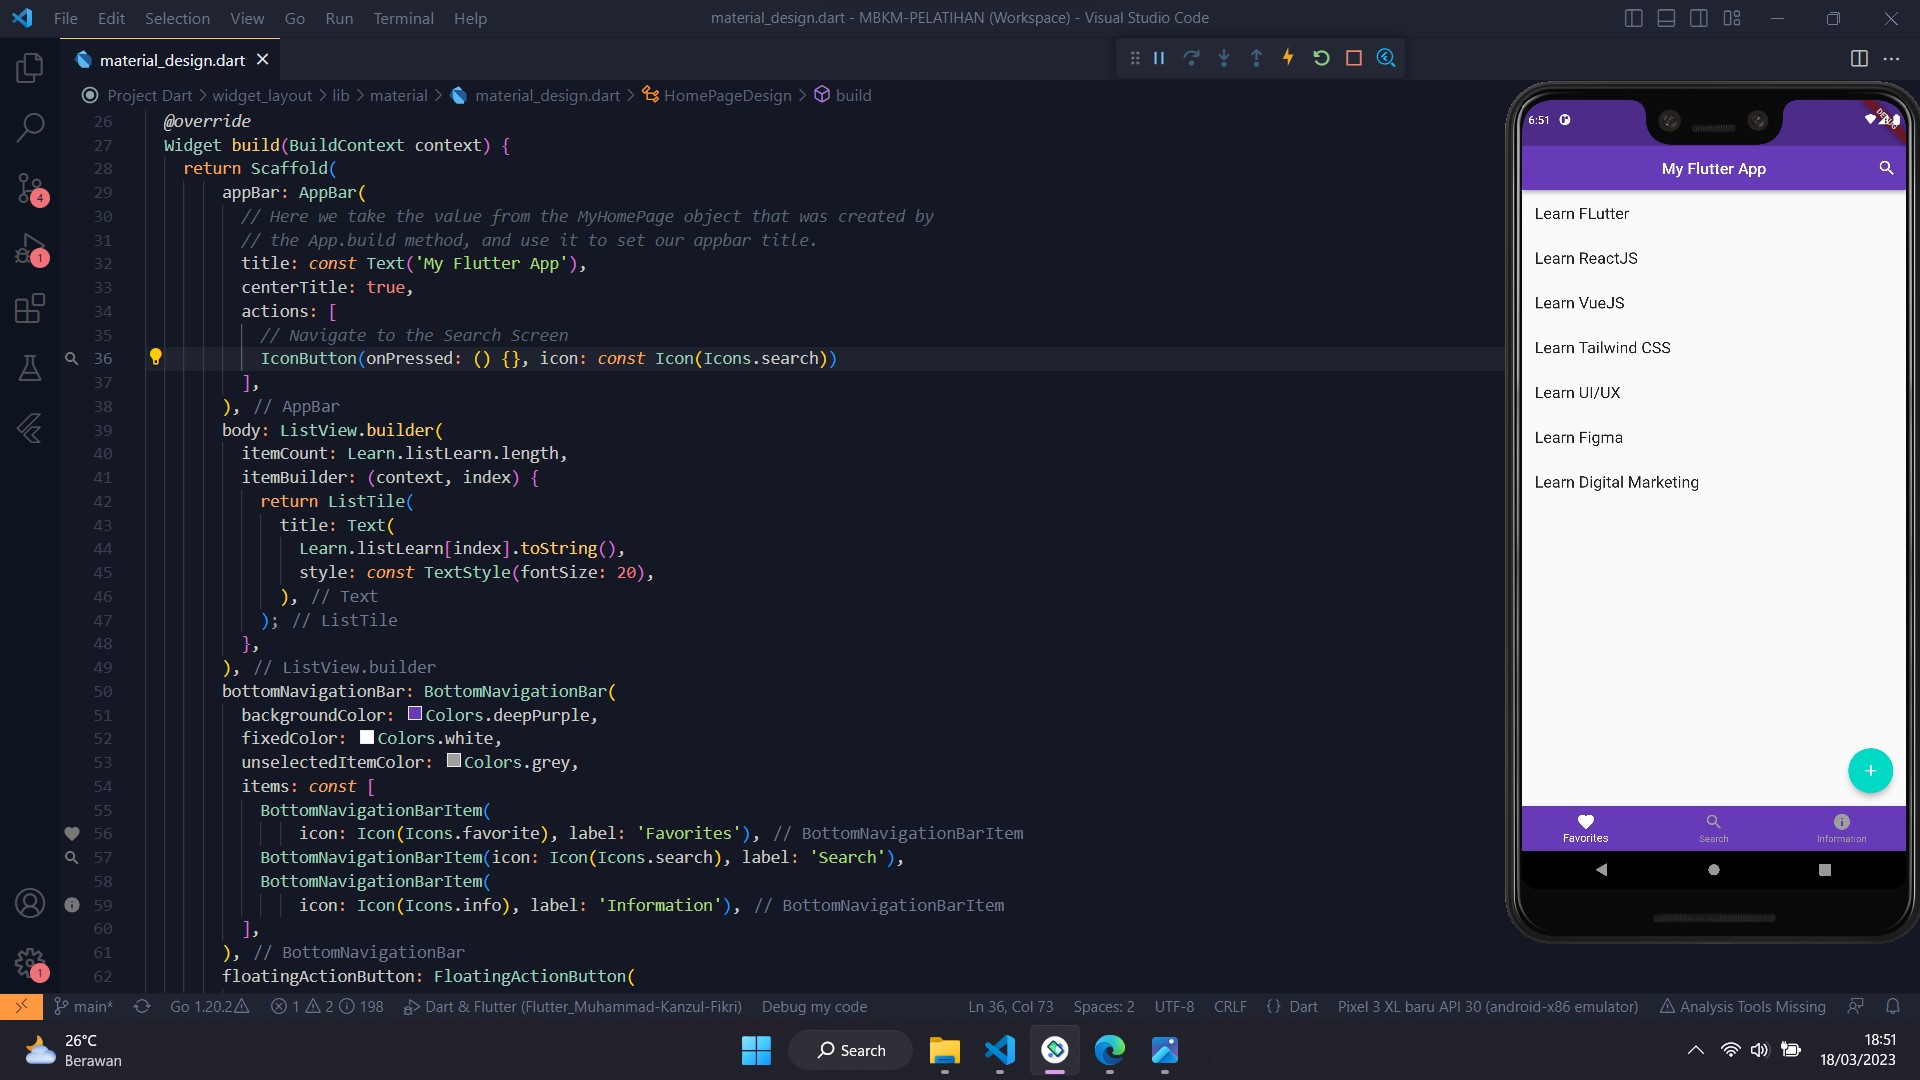 File Edit Selection View Go Run Terminal Help
material_design.dart - MBKM-PELATIHAN (Workspace) - Visual Studio Code
material_design.dart
Project Dart > widget_layout > lib > material > material_design.dart > HomePageDesign > build
26 @override
27 Widget build(BuildContext context) {
28 return Scaffold(
29 appBar: AppBar(
30 // Here we take the value from the MyHomePage object that was created by
31 // the App.build method, and use it to set our appbar title.
32 title: const Text('My Flutter App'),
33 centerTitle: true,
34 actions: [
35 // Navigate to the Search Screen
36 IconButton(onPressed: () {}, icon: const Icon(Icons.search))
37 ],
38 ), // AppBar
39 body: ListView.builder(
40 itemCount: Learn.listLearn.length,
41 itemBuilder: (context, index) {
42 return ListTile(
43 title: Text(
44 Learn.listLearn[index].toString(),
45 style: const TextStyle(fontSize: 20),
46 ), // Text
47 ); // ListTile
48 },
49 ), // ListView.builder
50 bottomNavigationBar: BottomNavigationBar(
51 backgroundColor: Colors.deepPurple,
52 fixedColor: Colors.white,
53 unselectedItemColor: Colors.grey,
54 items: const [
55 BottomNavigationBarItem(
56 icon: Icon(Icons.favorite), label: 'Favorites'), // BottomNavigationBarItem
57 BottomNavigationBarItem(icon: Icon(Icons.search), label: 'Search'),
58 BottomNavigationBarItem(
59 icon: Icon(Icons.info), label: 'Information'), // BottomNavigationBarItem
60 ],
61 ), // BottomNavigationBar
62 floatingActionButton: FloatingActionButton(
4
1
1
6:51
DEBUG
My Flutter App
Learn FLutter
Learn ReactJS
Learn VueJS
Learn Tailwind CSS
Learn UI/UX
Learn Figma
Learn Digital Marketing
+
Favorites Search Information
main* Go 1.20.2 1 2 198 Dart & Flutter (Flutter_Muhammad-Kanzul-Fikri) Debug my code Ln 36, Col 73 Spaces: 2 UTF-8 CRLF {} Dart Pixel 3 XL baru API 30 (android-x86 emulator) Analysis Tools Missing
26°C
Berawan
Search
18:51
18/03/2023